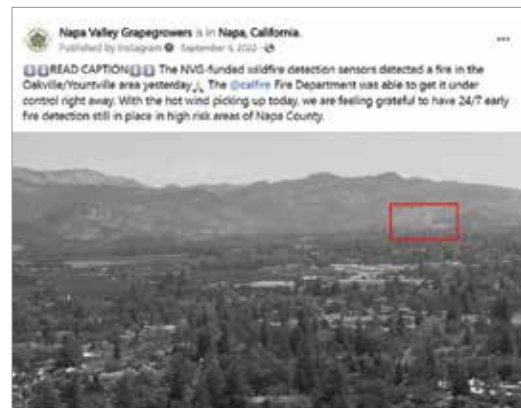 Napa Valley Grapegrowers is in Napa, California.
Published by Instagram · September 5, 2022 ·
READ CAPTION The NVG-funded wildfire detection sensors detected a fire in the
Oakville/Yountville area yesterday The @calfire Fire Department was able to get it under
control right away. With the hot wind picking up today, we are feeling grateful to have 24/7 early
fire detection still in place in high risk areas of Napa County.